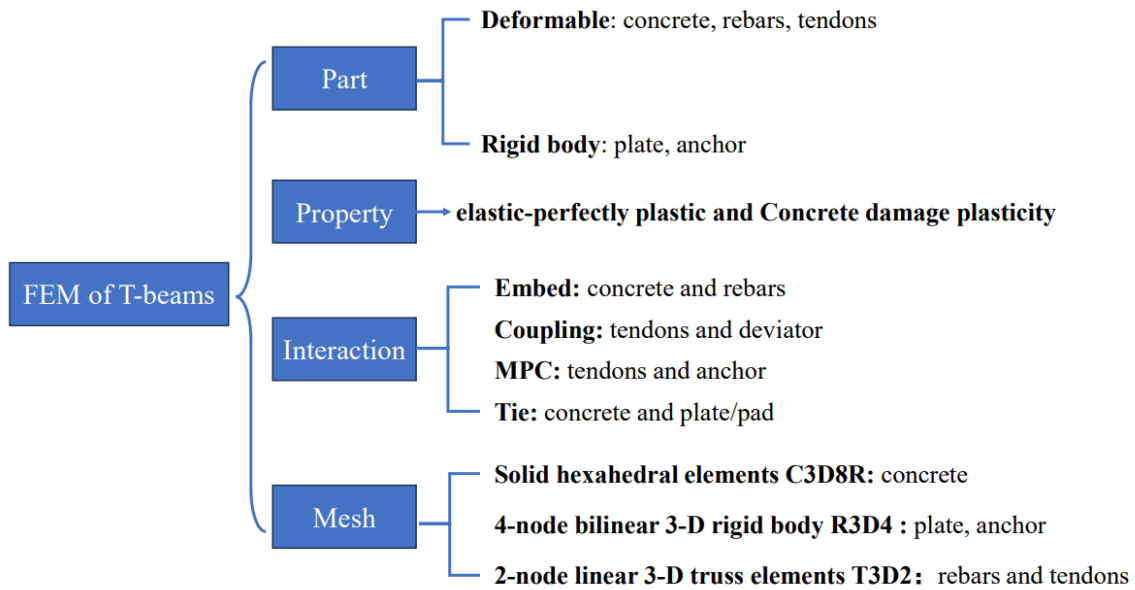 Deformable: concrete, rebars, tendons
Part
Rigid body: plate, anchor
Property
elastic-perfectly plastic and Concrete damage plasticity
FEM of T-beams
Embed: concrete and rebars
Coupling: tendons and deviator
Interaction
MPC: tendons and anchor
Tie: concrete and plate/pad
Solid hexahedral elements C3D8R: concrete
Mesh
4-node bilinear 3-D rigid body R3D4 : plate, anchor
2-node linear 3-D truss elements T3D2： rebars and tendons